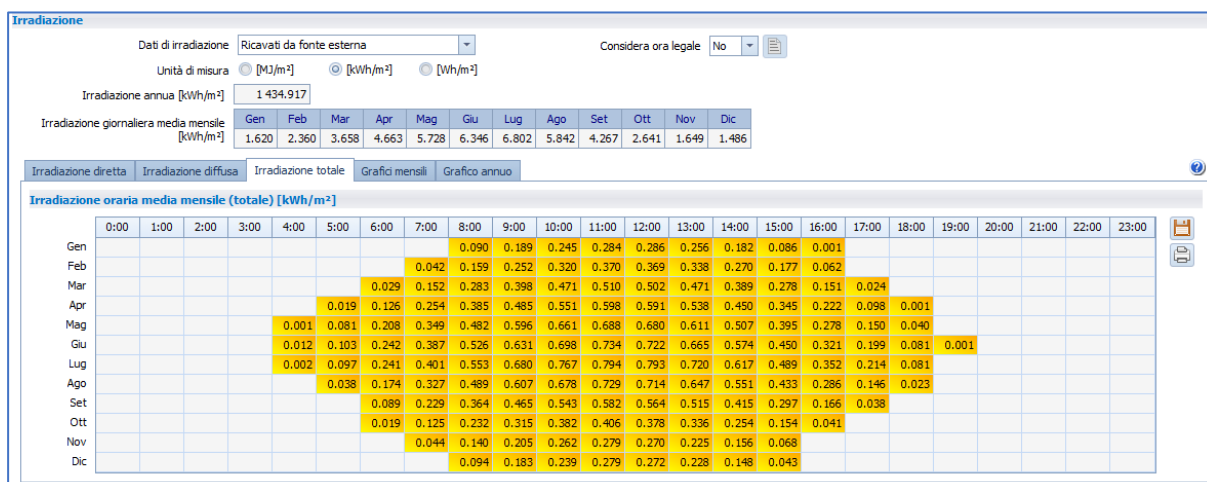 Irradiazione
Dati di irradiazione Ricavati da fonte esterna Considera ora legale No
Unità di misura [MJ/m²] [kWh/m²] [Wh/m²]
Irradiazione annua [kWh/m²] 1 434.917
Irradiazione giornaliera media mensile [kWh/m²]
Gen Feb Mar Apr Mag Giu Lug Ago Set Ott Nov Dic
1.620 2.360 3.658 4.663 5.728 6.346 6.802 5.842 4.267 2.641 1.649 1.486
Irradiazione diretta Irradiazione diffusa Irradiazione totale Grafici mensili Grafico annuo
Irradiazione oraria media mensile (totale) [kWh/m²]
0:00 1:00 2:00 3:00 4:00 5:00 6:00 7:00 8:00 9:00 10:00 11:00 12:00 13:00 14:00 15:00 16:00 17:00 18:00 19:00 20:00 21:00 22:00 23:00
Gen 0.090 0.189 0.245 0.284 0.286 0.256 0.182 0.086 0.001
Feb 0.042 0.159 0.252 0.320 0.370 0.369 0.338 0.270 0.177 0.062
Mar 0.029 0.152 0.283 0.398 0.471 0.510 0.502 0.471 0.389 0.278 0.151 0.024
Apr 0.019 0.126 0.254 0.385 0.485 0.551 0.598 0.591 0.538 0.450 0.345 0.222 0.098 0.001
Mag 0.001 0.081 0.208 0.349 0.482 0.596 0.661 0.688 0.680 0.611 0.507 0.395 0.278 0.150 0.040
Giu 0.012 0.103 0.242 0.387 0.526 0.631 0.698 0.734 0.722 0.665 0.574 0.450 0.321 0.199 0.081 0.001
Lug 0.002 0.097 0.241 0.401 0.553 0.680 0.767 0.794 0.793 0.720 0.617 0.489 0.352 0.214 0.081
Ago 0.038 0.174 0.327 0.489 0.607 0.678 0.729 0.714 0.647 0.551 0.433 0.286 0.146 0.023
Set 0.089 0.229 0.364 0.465 0.543 0.582 0.564 0.515 0.415 0.297 0.166 0.038
Ott 0.019 0.125 0.232 0.315 0.382 0.406 0.378 0.336 0.254 0.154 0.041
Nov 0.044 0.140 0.205 0.262 0.279 0.270 0.225 0.156 0.068
Dic 0.094 0.183 0.239 0.279 0.272 0.228 0.148 0.043